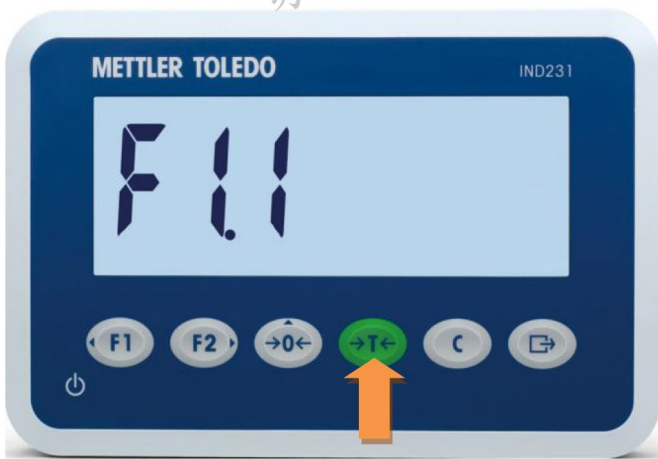 METTLER TOLEDO
IND231
F1.1
F1
F2
→0←
→T←
C